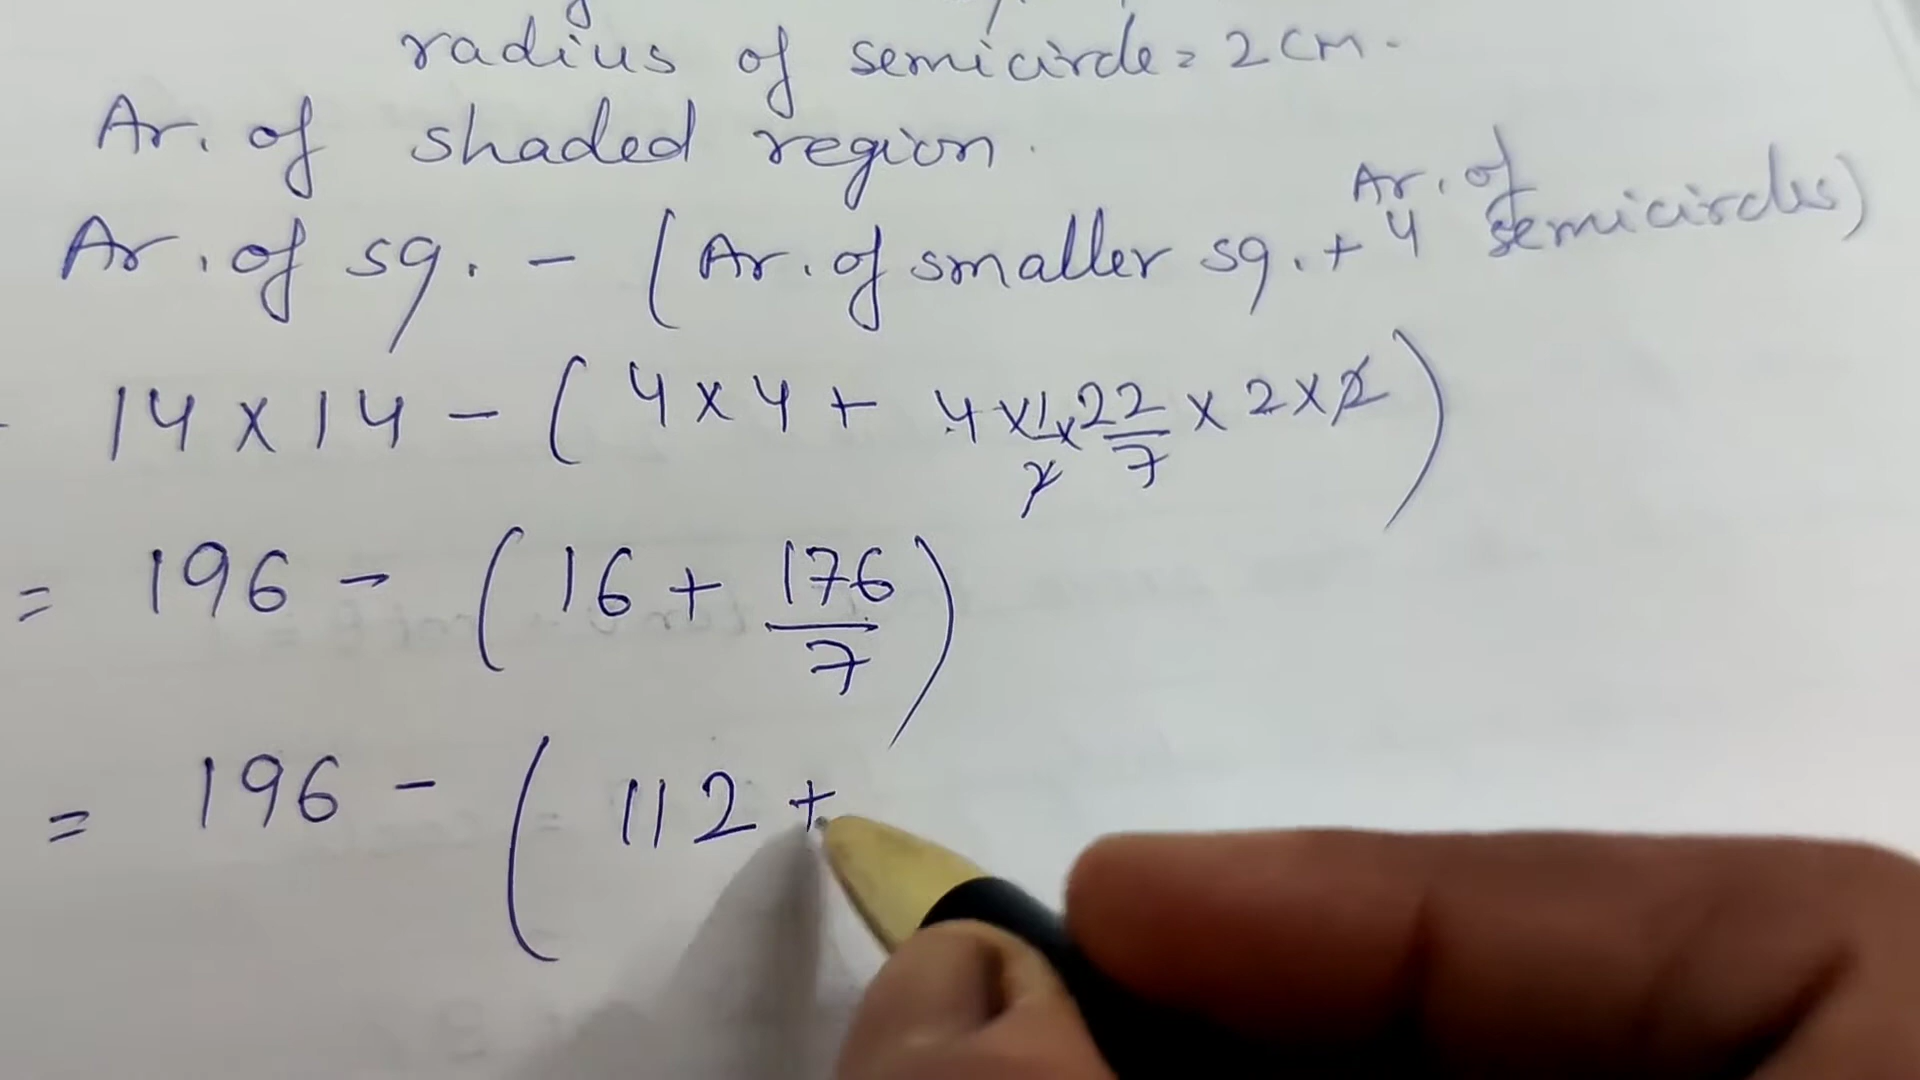 radius of semicircle = 2 cm.
Ar. of shaded region.
Ar. of sq. - (Ar. of smaller sq. + Ar. of 4 semicircles)
14 x 14 - (4 x 4 + 4 x 1/2 x 22/7 x 2 x 2)
= 196 - (16 + 176/7)
= 196 - (112 +